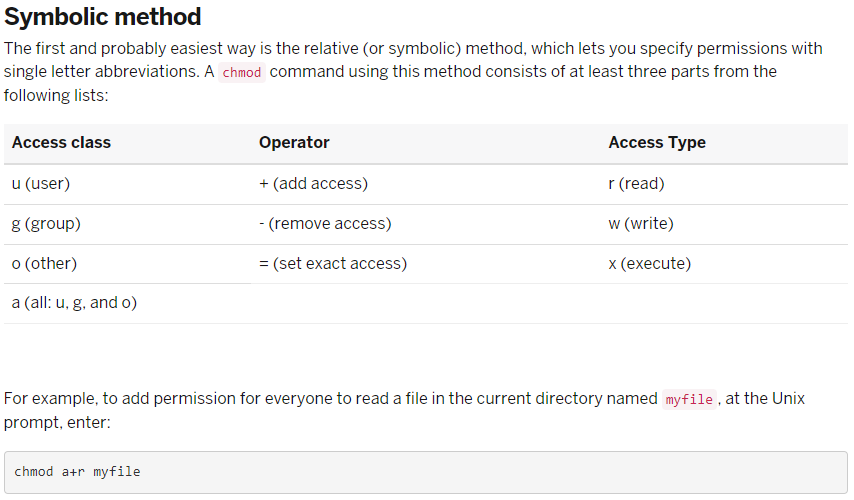 Symbolic method
The first and probably easiest way is the relative (or symbolic) method, which lets you specify permissions with
single letter abbreviations. A chmod command using this method consists of at least three parts from the
following lists:
Access class Operator Access Type
u (user) + (add access) r (read)
g (group) - (remove access) w (write)
o (other) = (set exact access) x (execute)
a (all: u, g, and o)
For example, to add permission for everyone to read a file in the current directory named myfile, at the Unix
prompt, enter:
chmod a+r myfile